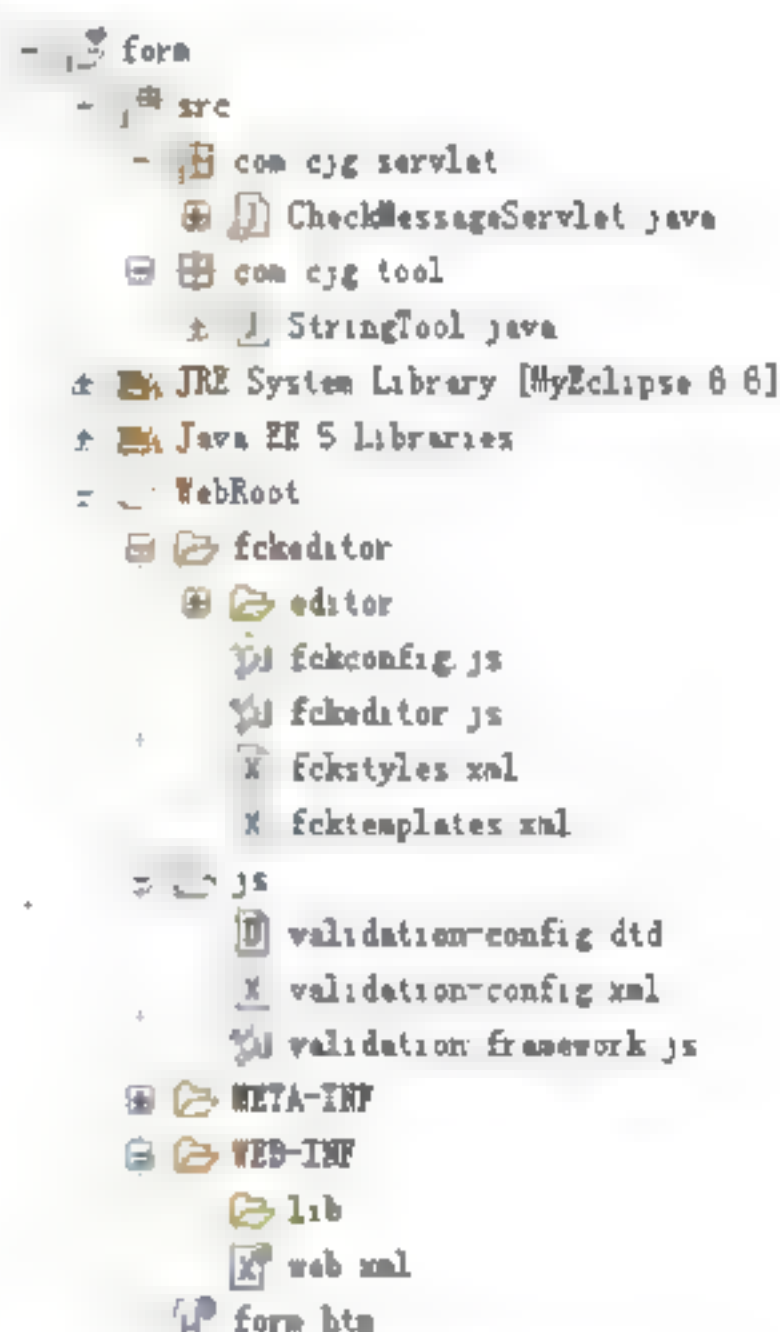 form
src
com cjg servlet
CheckMessageServlet java
com cjg tool
StringTool java
JRE System Library [MyEclipse 6 6]
Java EE 5 Libraries
WebRoot
fckeditor
editor
fckconfig.js
fckeditor js
fckstyles xml
fcktemplates xml
js
validation-config dtd
validation-config xml
validation framework js
META-INF
WEB-INF
lib
web xml
form htm